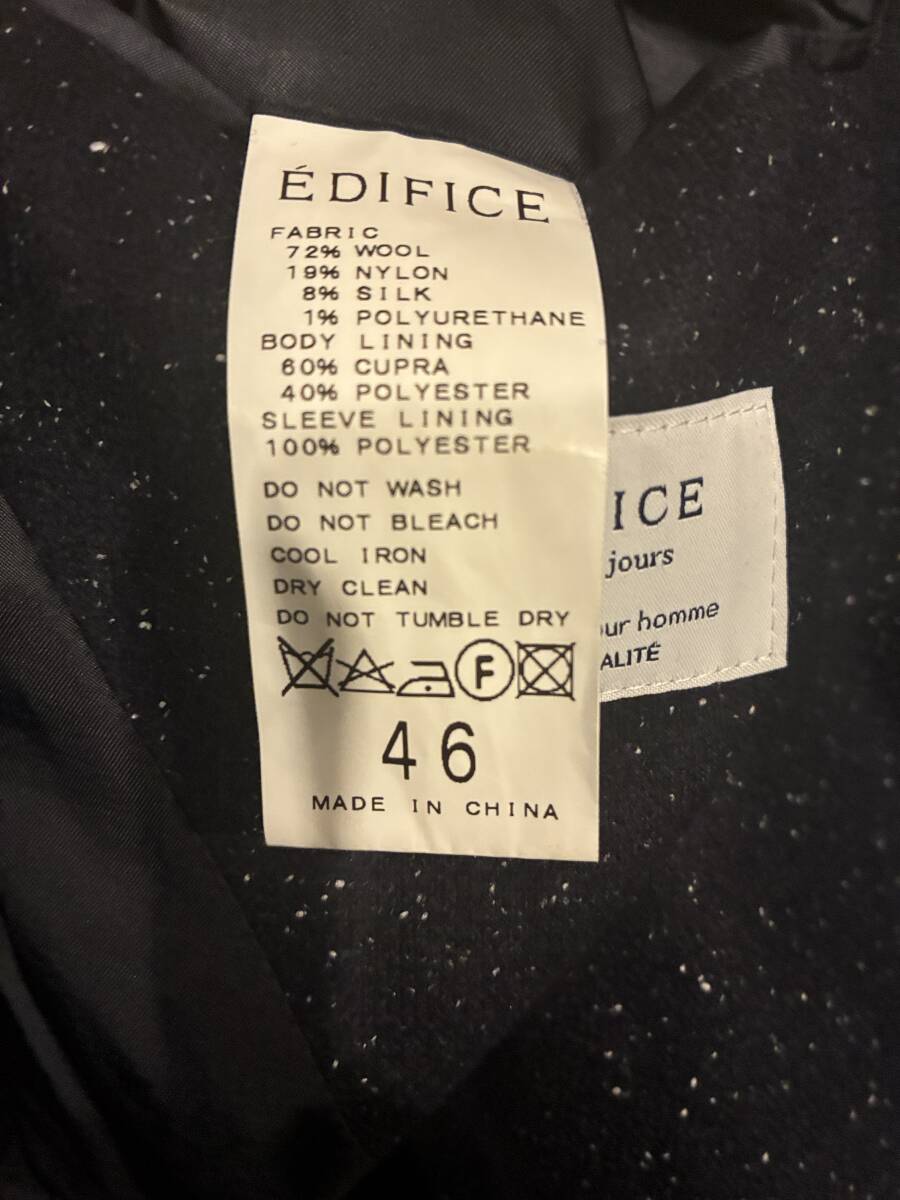 ÉDIFICE
FABRIC
72% WOOL
19% NYLON
8% SILK
1% POLYURETHANE
BODY LINING
60% CUPRA
40% POLYESTER
SLEEVE LINING
100% POLYESTER
DO NOT WASH
DO NOT BLEACH
COOL IRON
DRY CLEAN
DO NOT TUMBLE DRY
F
46
MADE IN CHINA
ICE
jours
ur homme
ALITÉ